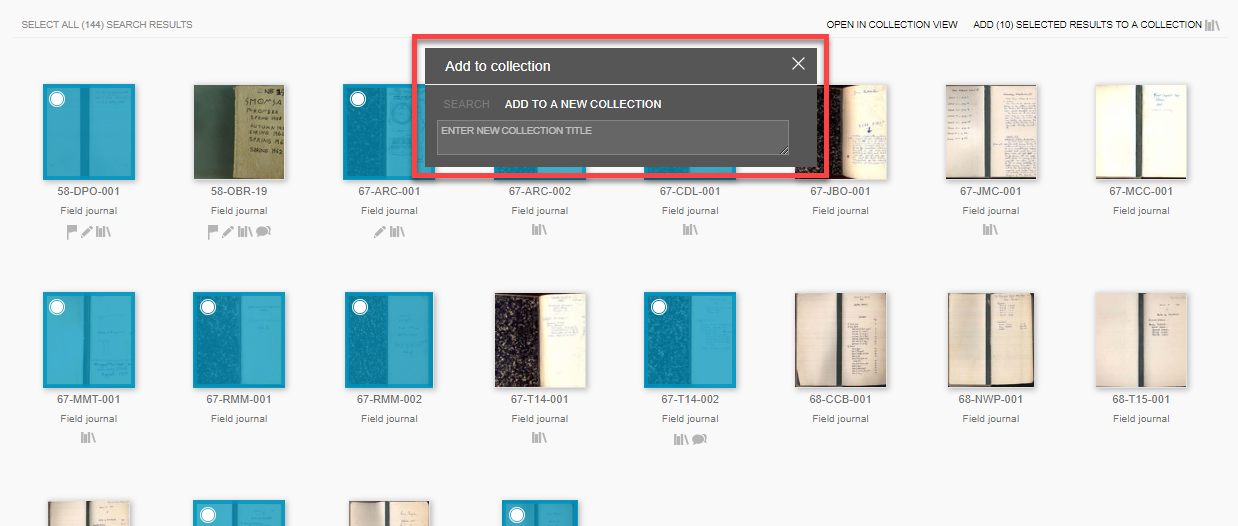 SELECT ALL (144) SEARCH RESULTS
OPEN IN COLLECTION VIEW
ADD (10) SELECTED RESULTS TO A COLLECTION
Add to collection
SEARCH
ADD TO A NEW COLLECTION
ENTER NEW COLLECTION TITLE
SHOMSA
SPRING 1962
58-DPO-001
58-OBR-19
67-ARC-001
67-ARC-002
67-CDL-001
67-JBO-001
67-JMC-001
67-MCC-001
Field journal
Field journal
Field journal
Field journal
Field journal
Field journal
Field journal
Field journal
67-MMT-001
67-RMM-001
67-RMM-002
67-T14-001
67-T14-002
68-CCB-001
68-NWP-001
68-T15-001
Field journal
Field journal
Field journal
Field journal
Field journal
Field journal
Field journal
Field journal